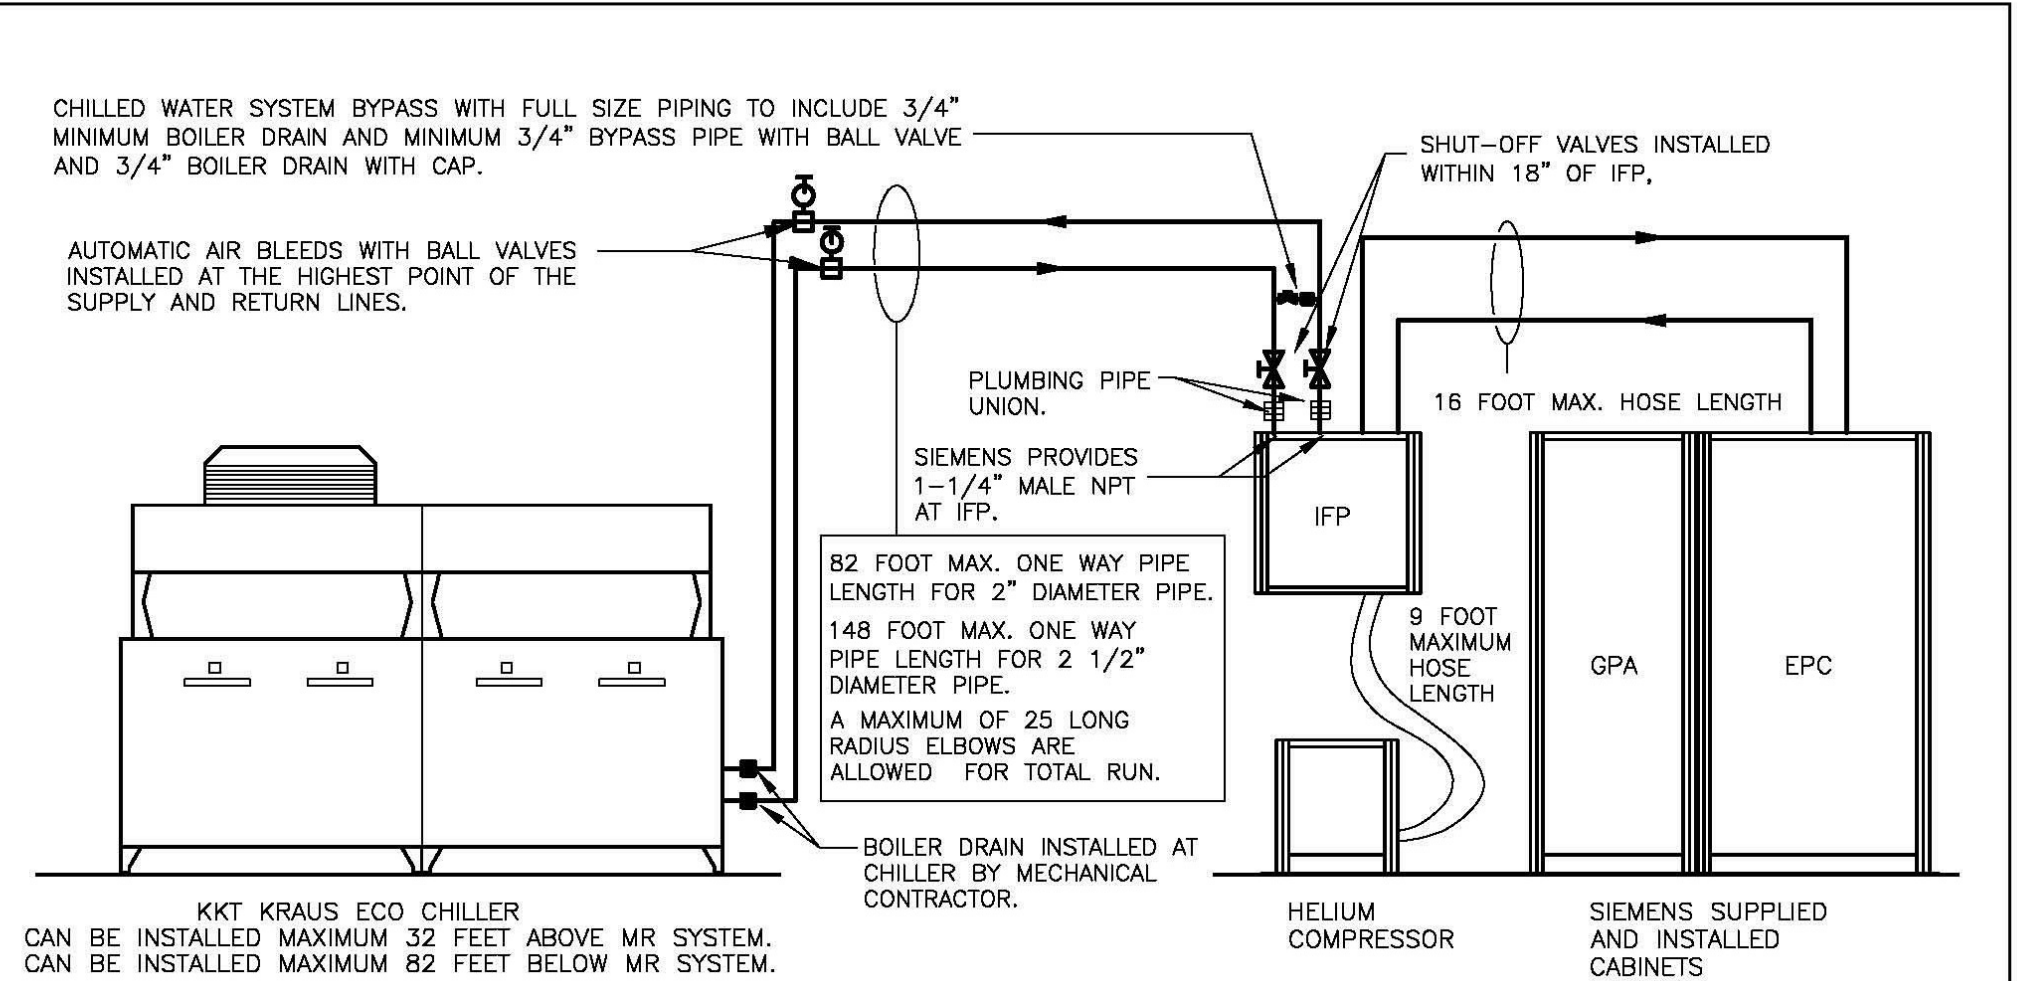 CHILLED WATER SYSTEM BYPASS WITH FULL SIZE PIPING TO INCLUDE 3/4"
MINIMUM BOILER DRAIN AND MINIMUM 3/4" BYPASS PIPE WITH BALL VALVE
AND 3/4" BOILER DRAIN WITH CAP.
SHUT-OFF VALVES INSTALLED
WITHIN 18" OF IFP.
AUTOMATIC AIR BLEEDS WITH BALL VALVES
INSTALLED AT THE HIGHEST POINT OF THE
SUPPLY AND RETURN LINES.
PLUMBING PIPE
UNION.
16 FOOT MAX. HOSE LENGTH
SIEMENS PROVIDES
1-1/4" MALE NPT
AT IFP.
IFP
82 FOOT MAX. ONE WAY PIPE
LENGTH FOR 2" DIAMETER PIPE.
148 FOOT MAX. ONE WAY
PIPE LENGTH FOR 2 1/2"
DIAMETER PIPE.
A MAXIMUM OF 25 LONG
RADIUS ELBOWS ARE
ALLOWED FOR TOTAL RUN.
9 FOOT
MAXIMUM
HOSE
LENGTH
GPA
EPC
BOILER DRAIN INSTALLED AT
CHILLER BY MECHANICAL
CONTRACTOR.
KKT KRAUS ECO CHILLER
CAN BE INSTALLED MAXIMUM 32 FEET ABOVE MR SYSTEM.
CAN BE INSTALLED MAXIMUM 82 FEET BELOW MR SYSTEM.
HELIUM
COMPRESSOR
SIEMENS SUPPLIED
AND INSTALLED
CABINETS